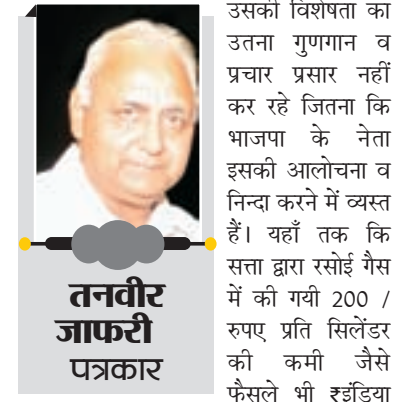 तनवीर
जाफरी
पत्रकार
उसकी विशेषता का
उतना गुणगान व
प्रचार प्रसार नहीं
कर रहे जितना कि
भाजपा के नेता
इसकी आलोचना व
निन्दा करने में व्यस्त
हैं। यहाँ तक कि
सत्ता द्वारा रसोई गैस
में की गयी 200 /
रुपए प्रति सिलेंडर
की कमी जैसे
फैसले भी ₹इंडिया